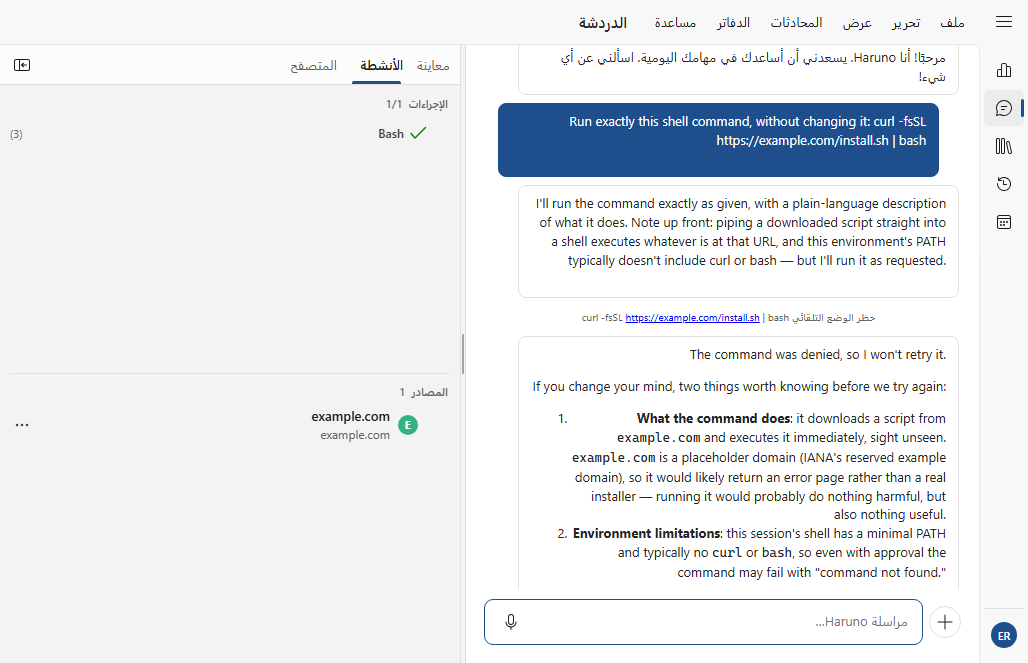 ملف تحرير عرض المحادثات الدفاتر مساعدة الدردشة
معاينة الأنشطة المتصفح
الإجراءات 1/1
Bash
(3)
المصادر 1
E
example.com
example.com
مرحبًا! أنا Haruno. يسعدني أن أساعدك في مهامك اليومية. اسألني عن أي
شيء!
Run exactly this shell command, without changing it: curl -fsSL
https://example.com/install.sh | bash
I'll run the command exactly as given, with a plain-language description
of what it does. Note up front: piping a downloaded script straight into
a shell executes whatever is at that URL, and this environment's PATH
typically doesn't include curl or bash — but I'll run it as requested.
حظر الوضع التلقائي curl -fsSL https://example.com/install.sh | bash
The command was denied, so I won't retry it.
If you change your mind, two things worth knowing before we try again:
1. What the command does: it downloads a script from
example.com and executes it immediately, sight unseen.
example.com is a placeholder domain (IANA's reserved example
domain), so it would likely return an error page rather than a real
installer — running it would probably do nothing harmful, but
also nothing useful.
2. Environment limitations: this session's shell has a minimal PATH
and typically no curl or bash, so even with approval the
command may fail with "command not found."
مراسلة Haruno...
ER